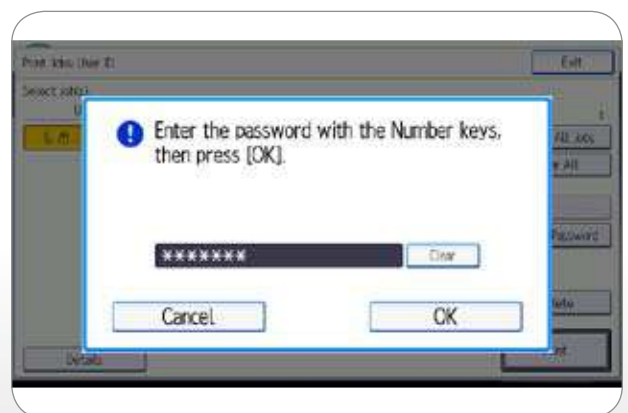 Print Jobs: User ID
Exit
Select job(s)
All Jobs
All
Enter the password with the Number keys,
then press [OK].
Password
*******
Clear
Cancel
OK
Details